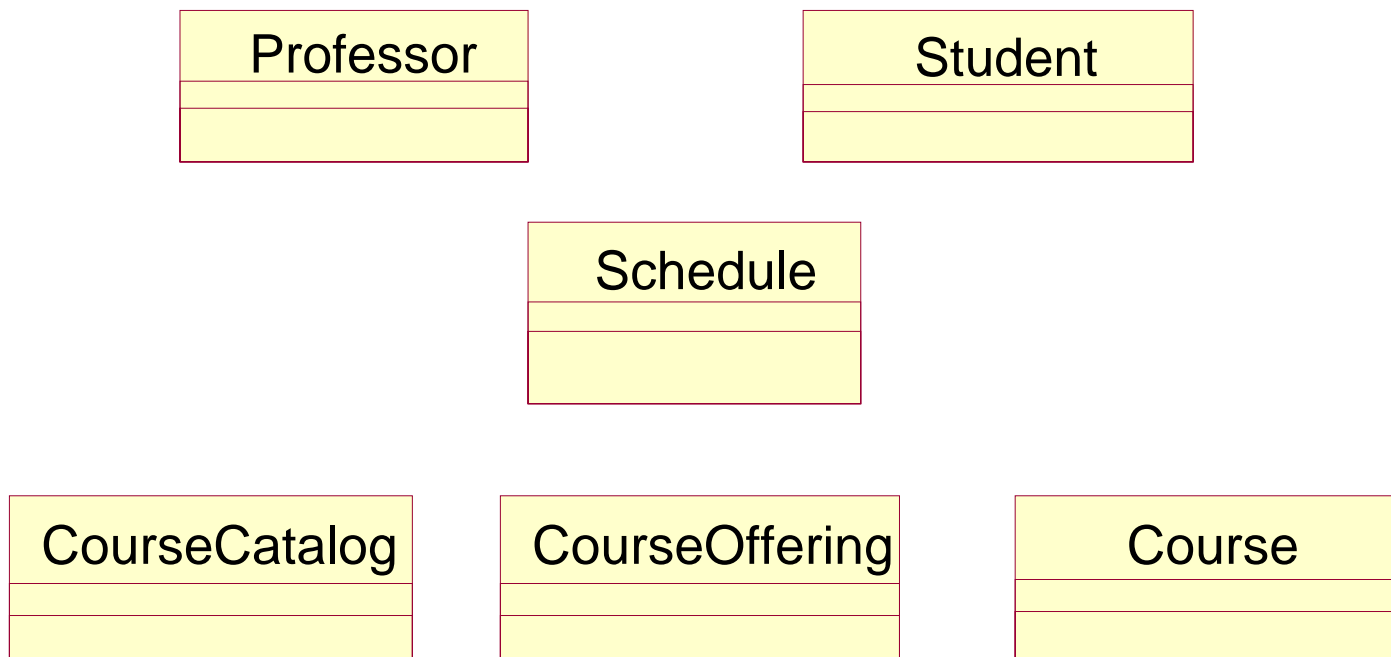 Professor
Student
Schedule
CourseCatalog
CourseOffering
Course